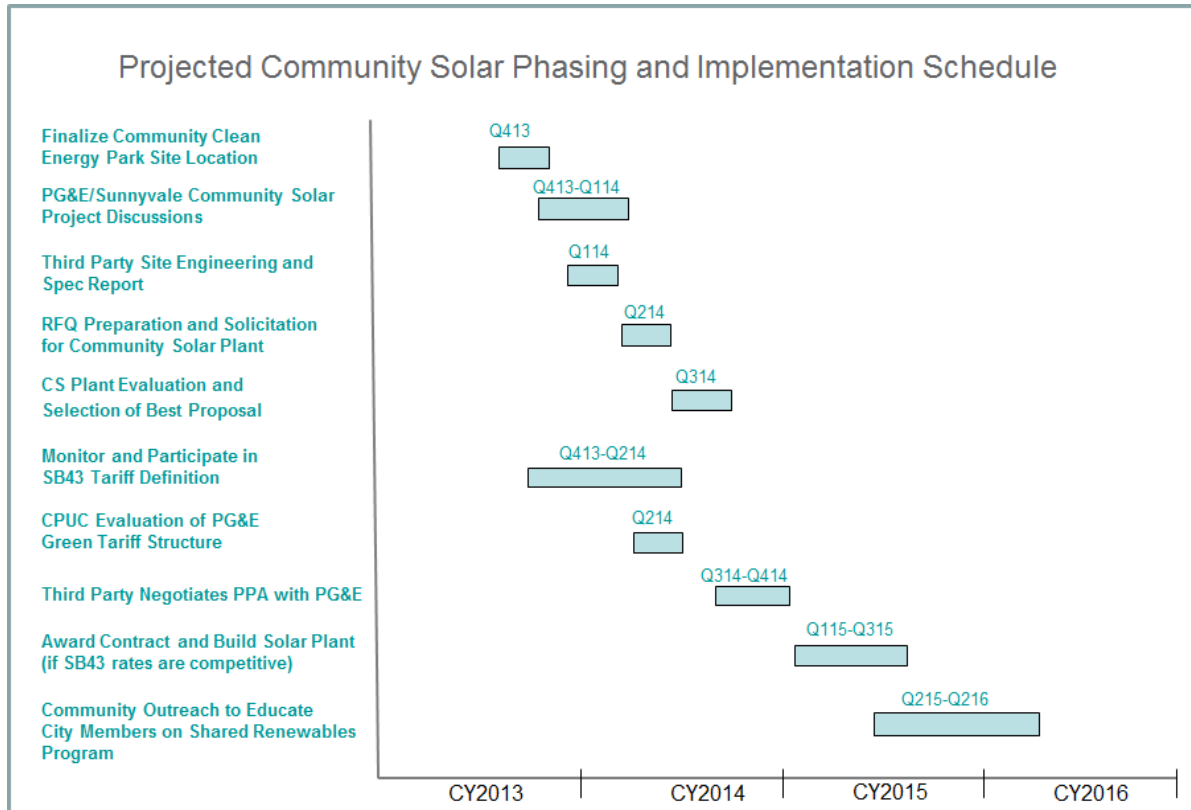 Projected Community Solar Phasing and Implementation Schedule
Finalize Community Clean
Energy Park Site Location
Q413
PG&E/Sunnyvale Community Solar
Project Discussions
Q413-Q114
Third Party Site Engineering and
Spec Report
Q114
RFQ Preparation and Solicitation
for Community Solar Plant
Q214
CS Plant Evaluation and
Selection of Best Proposal
Q314
Monitor and Participate in
SB43 Tariff Definition
Q413-Q214
CPUC Evaluation of PG&E
Green Tariff Structure
Q214
Third Party Negotiates PPA with PG&E
Q314-Q414
Award Contract and Build Solar Plant
(if SB43 rates are competitive)
Q115-Q315
Community Outreach to Educate
City Members on Shared Renewables
Program
Q215-Q216
CY2013 CY2014 CY2015 CY2016